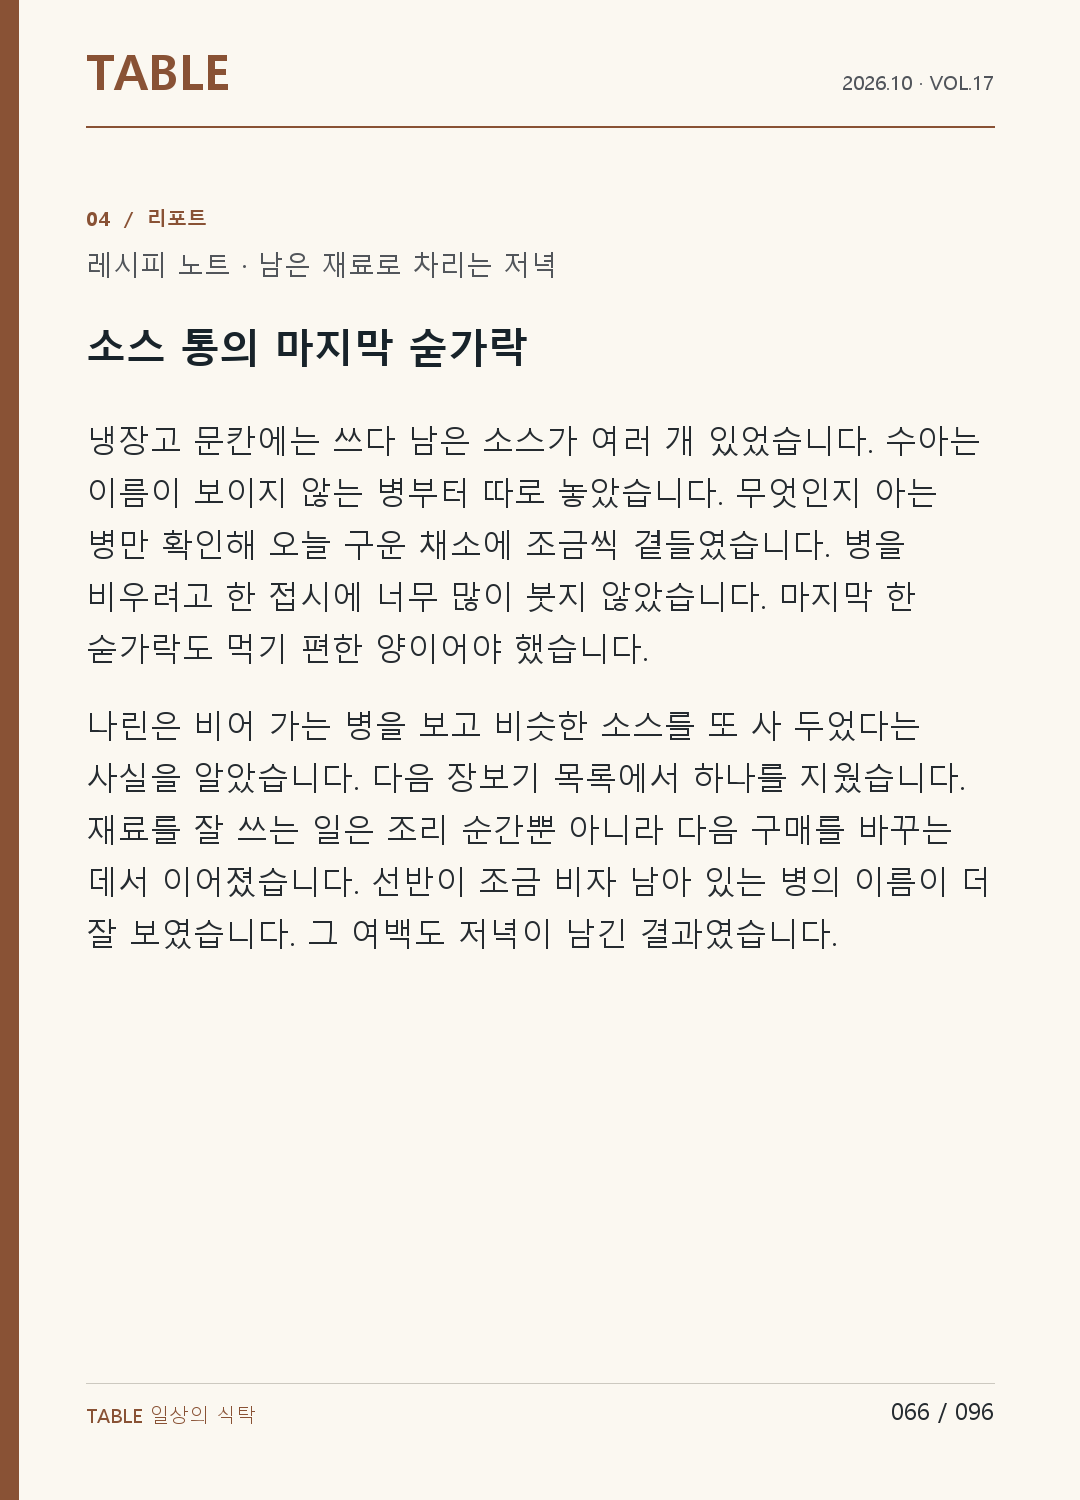 TABLE
2026.10 · VOL.17
04 / 리포트
레시피 노트 · 남은 재료로 차리는 저녁
소스 통의 마지막 숟가락
냉장고 문칸에는 쓰다 남은 소스가 여러 개 있었습니다. 수아는
이름이 보이지 않는 병부터 따로 놓았습니다. 무엇인지 아는
병만 확인해 오늘 구운 채소에 조금씩 곁들였습니다. 병을
비우려고 한 접시에 너무 많이 붓지 않았습니다. 마지막 한
숟가락도 먹기 편한 양이어야 했습니다.
나린은 비어 가는 병을 보고 비슷한 소스를 또 사 두었다는
사실을 알았습니다. 다음 장보기 목록에서 하나를 지웠습니다.
재료를 잘 쓰는 일은 조리 순간뿐 아니라 다음 구매를 바꾸는
데서 이어졌습니다. 선반이 조금 비자 남아 있는 병의 이름이 더
잘 보였습니다. 그 여백도 저녁이 남긴 결과였습니다.
TABLE 일상의 식탁
066 / 096